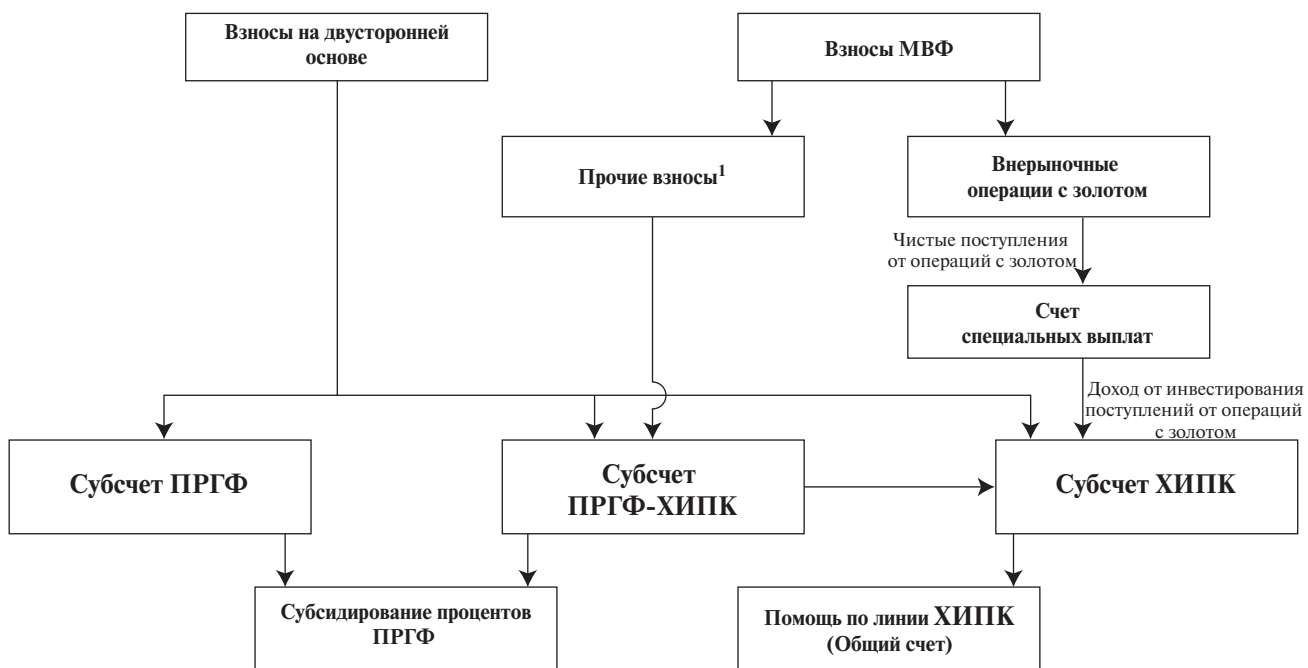 Взносы на двусторонней
основе
Взносы МВФ
Прочие взносы¹
Внерыночные
операции с золотом
Чистые поступления
от операций с золотом
Счет
специальных выплат
Доход от инвестирования
поступлений от операций
с золотом
Субсчет ПРГФ
Субсчет
ПРГФ-ХИПК
Субсчет ХИПК
Субсидирование процентов
ПРГФ
Помощь по линии ХИПК
(Общий счет)